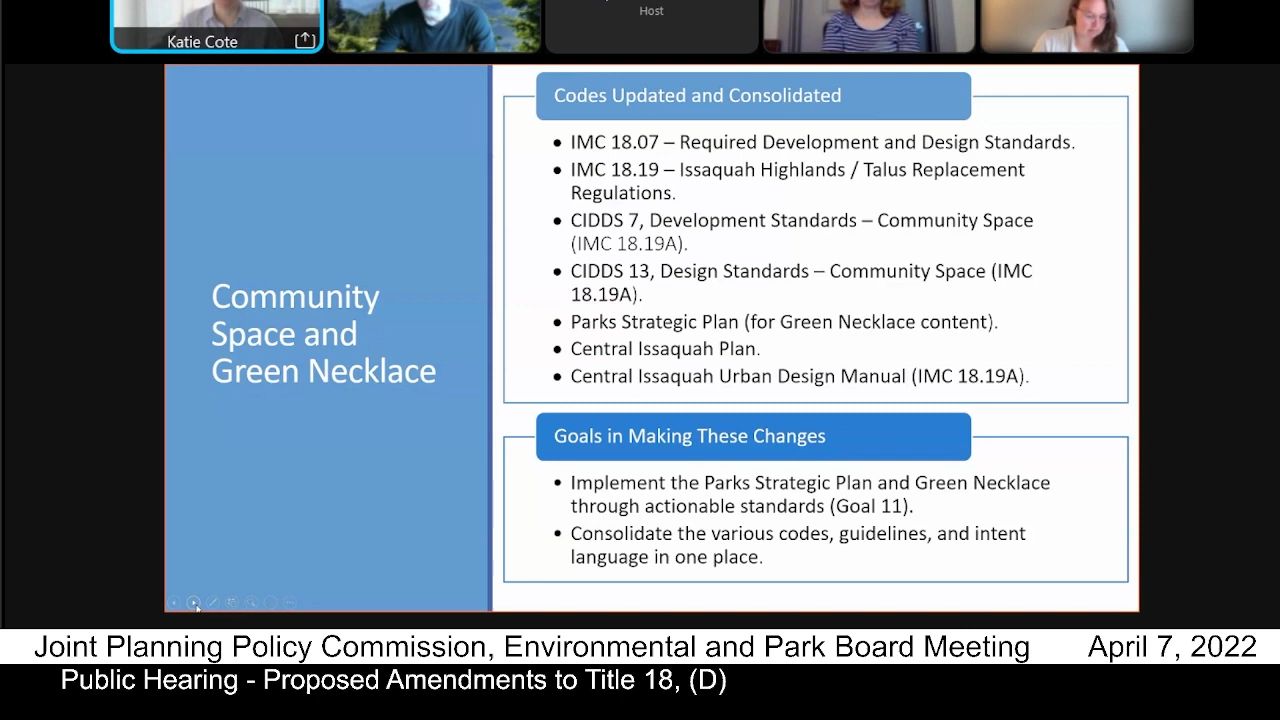 Host
Katie Cote
Codes Updated and Consolidated
• IMC 18.07 – Required Development and Design Standards.
• IMC 18.19 – Issaquah Highlands / Talus Replacement
Regulations.
• CIDDS 7, Development Standards – Community Space
(IMC 18.19A).
• CIDDS 13, Design Standards – Community Space (IMC
18.19A).
• Parks Strategic Plan (for Green Necklace content).
• Central Issaquah Plan.
• Central Issaquah Urban Design Manual (IMC 18.19A).
Community
Space and
Green Necklace
Goals in Making These Changes
• Implement the Parks Strategic Plan and Green Necklace
through actionable standards (Goal 11).
• Consolidate the various codes, guidelines, and intent
language in one place.
Joint Planning Policy Commission, Environmental and Park Board Meeting April 7, 2022
Public Hearing - Proposed Amendments to Title 18, (D)